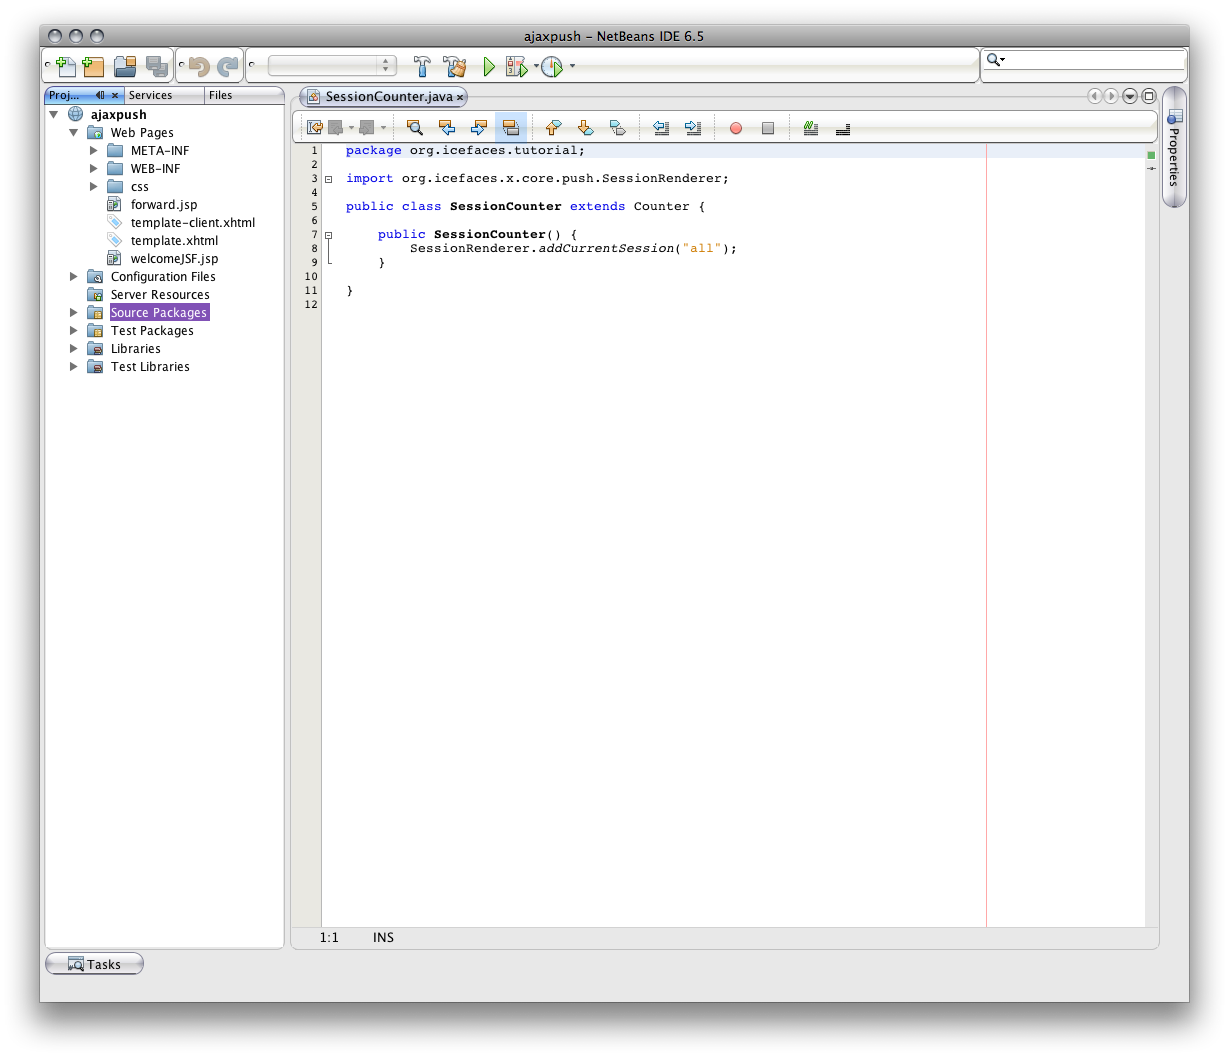 ajaxpush – NetBeans IDE 6.5
Proj...
Services
Files
SessionCounter.java
ajaxpush
Web Pages
META-INF
WEB-INF
css
forward.jsp
template-client.xhtml
template.xhtml
welcomeJSF.jsp
Configuration Files
Server Resources
Source Packages
Test Packages
Libraries
Test Libraries
1 package org.icefaces.tutorial;
2
3 import org.icefaces.x.core.push.SessionRenderer;
4
5 public class SessionCounter extends Counter {
6
7 public SessionCounter() {
8 SessionRenderer.addCurrentSession("all");
9 }
10
11 }
12
Properties
1:1 INS
Tasks